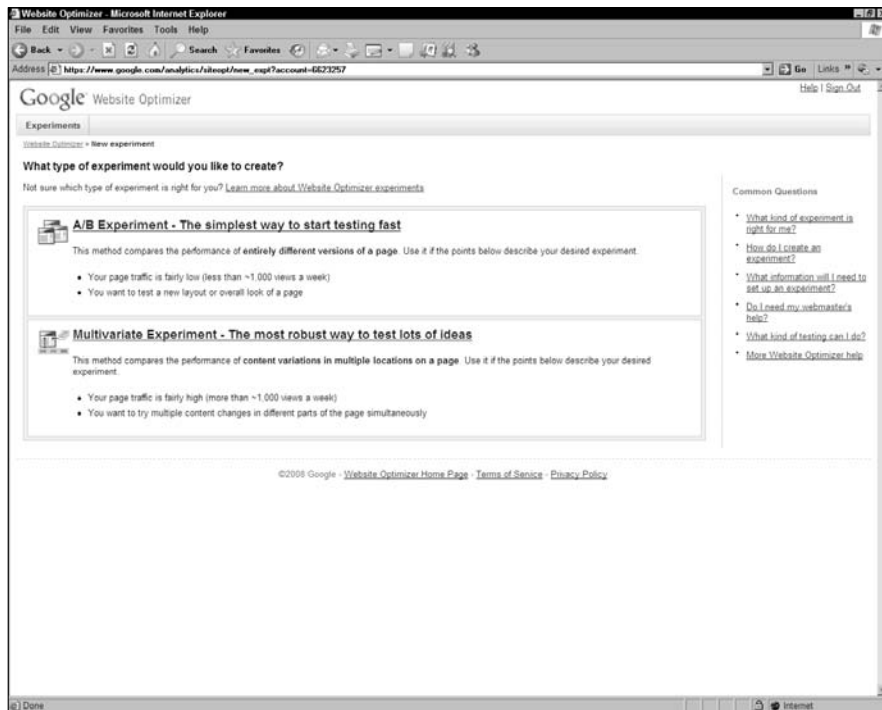 Website Optimizer - Microsoft Internet Explorer
File Edit View Favorites Tools Help
Back Search Favorites
Address https://www.google.com/analytics/siteopt/new_expt?account=6623257 Go Links »
Help | Sign Out
Google Website Optimizer
Experiments
Website Optimizer » New experiment
What type of experiment would you like to create?
Not sure which type of experiment is right for you? Learn more about Website Optimizer experiments
A/B Experiment - The simplest way to start testing fast
This method compares the performance of entirely different versions of a page. Use it if the points below describe your desired experiment.
• Your page traffic is fairly low (less than ~1,000 views a week)
• You want to test a new layout or overall look of a page
Multivariate Experiment - The most robust way to test lots of ideas
This method compares the performance of content variations in multiple locations on a page. Use it if the points below describe your desired
experiment.
• Your page traffic is fairly high (more than ~1,000 views a week)
• You want to try multiple content changes in different parts of the page simultaneously
Common Questions
• What kind of experiment is
right for me?
• How do I create an
experiment?
• What information will I need to
set up an experiment?
• Do I need my webmaster's
help?
• What kind of testing can I do?
• More Website Optimizer help
©2008 Google - Website Optimizer Home Page - Terms of Service - Privacy Policy
Done Internet